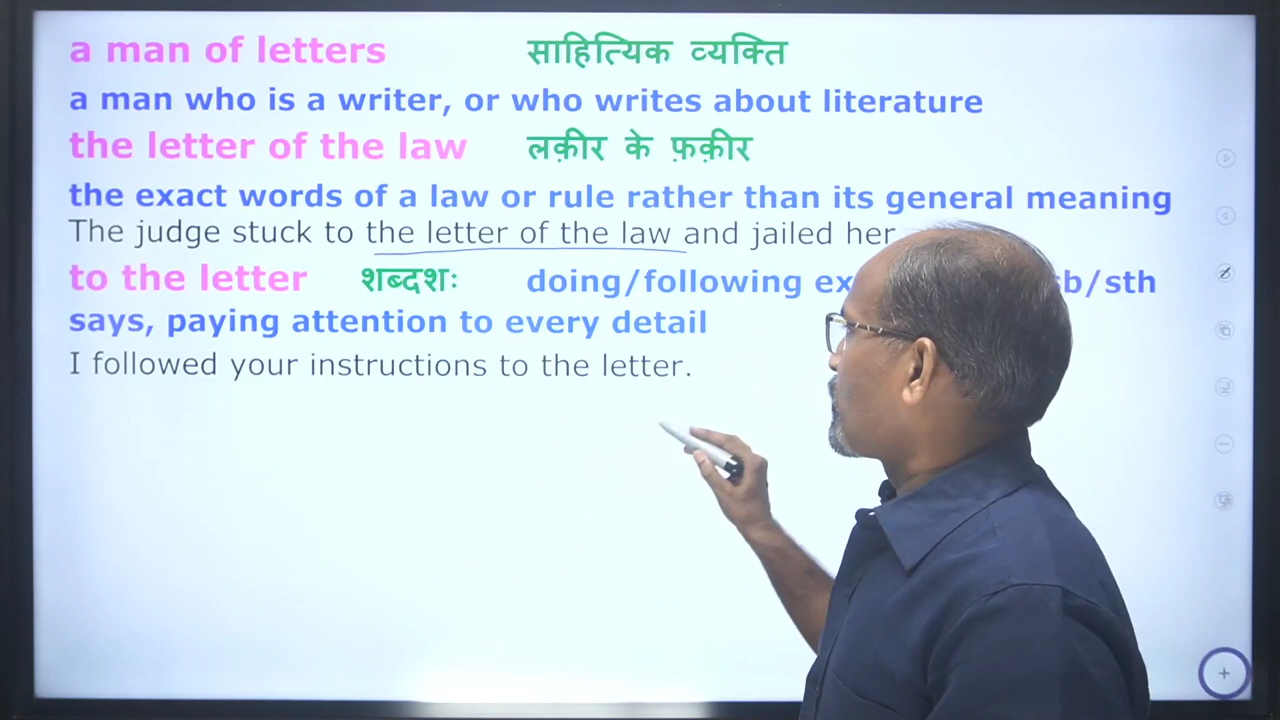 a man of letters साहित्यिक व्यक्ति
a man who is a writer, or who writes about literature
the letter of the law लक़ीर के फ़क़ीर
the exact words of a law or rule rather than its general meaning
The judge stuck to the letter of the law and jailed her
to the letter शब्दशः doing/following sb/sth
says, paying attention to every detail
I followed your instructions to the letter.